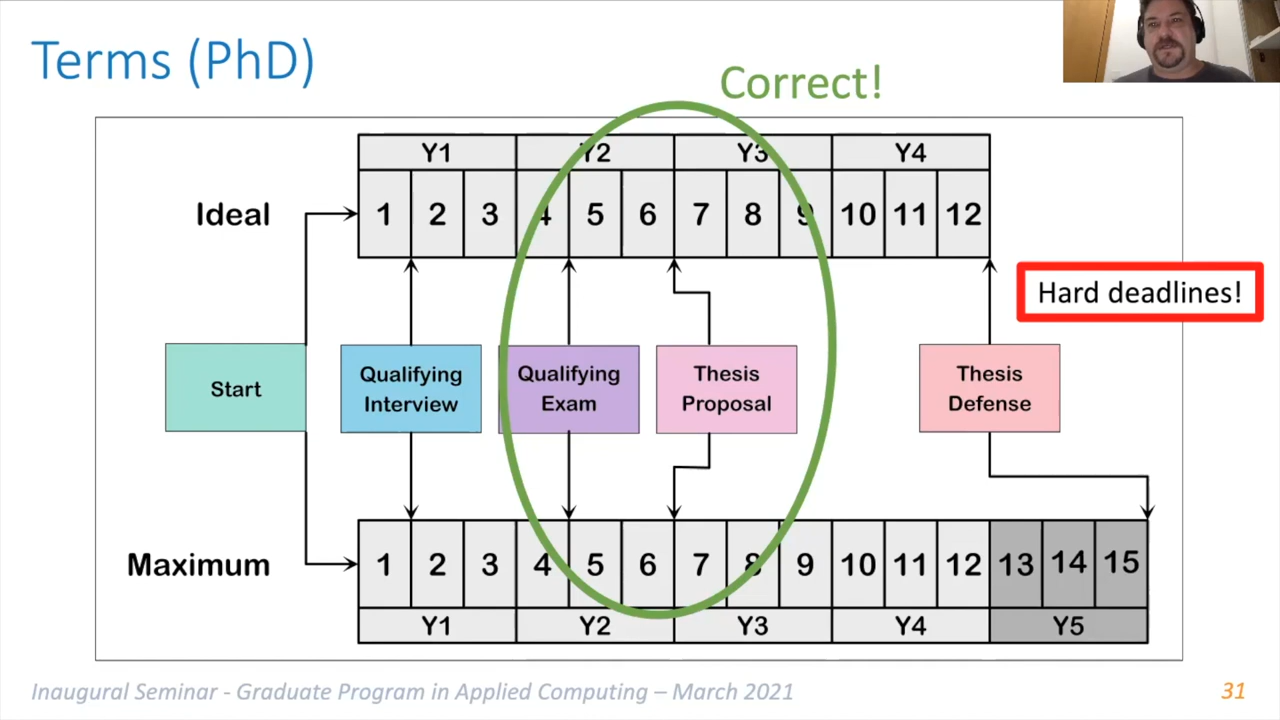 Terms (PhD)
Correct!
Y1 Y2 Y3 Y4
Ideal 1 2 3 4 5 6 7 8 9 10 11 12
Hard deadlines!
Start
Qualifying
Interview
Qualifying
Exam
Thesis
Proposal
Thesis
Defense
Maximum 1 2 3 4 5 6 7 8 9 10 11 12 13 14 15
Y1 Y2 Y3 Y4 Y5
Inaugural Seminar - Graduate Program in Applied Computing – March 2021
31